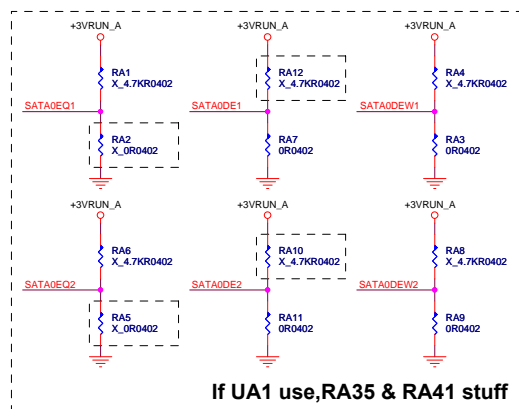 +3VRUN_A +3VRUN_A +3VRUN_A
RA1 RA12 RA4
X_4.7KR0402 X_4.7KR0402 X_4.7KR0402
SATA0EQ1 SATA0DE1 SATA0DEW1
RA2 RA7 RA3
X_0R0402 0R0402 0R0402
+3VRUN_A +3VRUN_A +3VRUN_A
RA6 RA10 RA8
X_4.7KR0402 X_4.7KR0402 X_4.7KR0402
SATA0EQ2 SATA0DE2 SATA0DEW2
RA5 RA11 RA9
X_0R0402 0R0402 0R0402
If UA1 use,RA35 & RA41 stuff